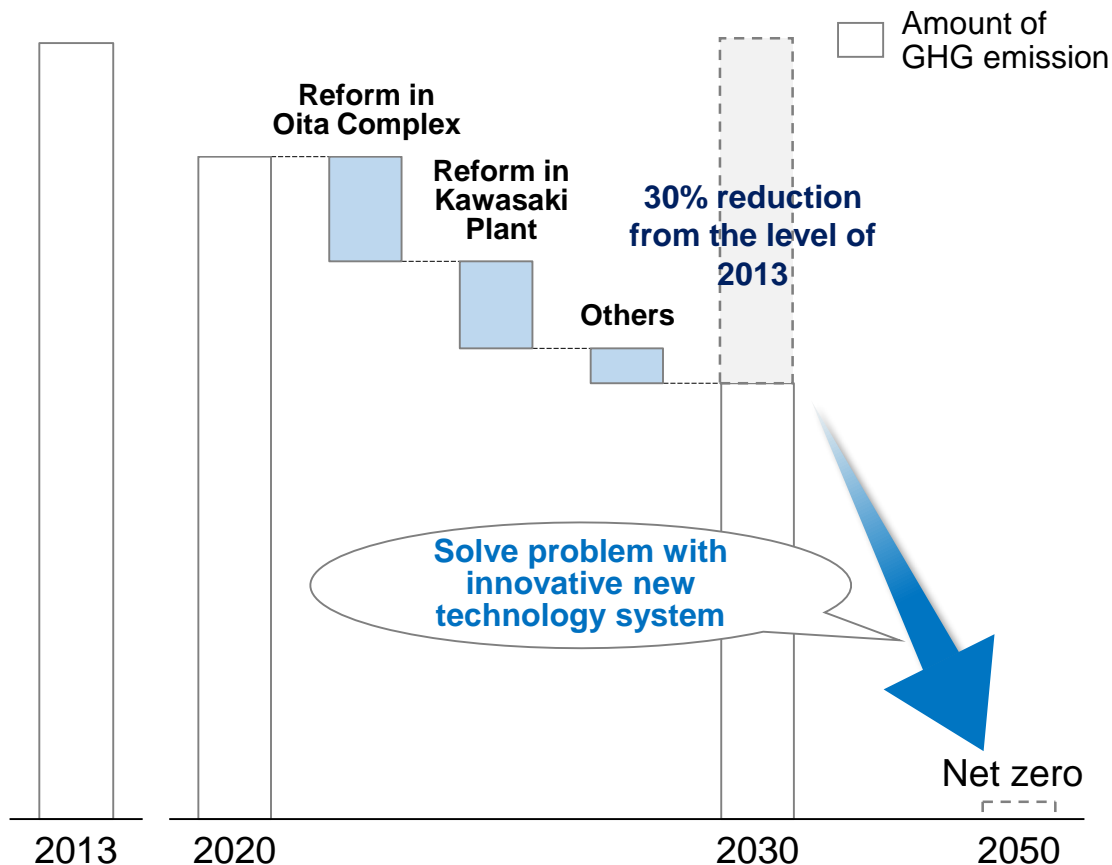 Amount of
GHG emission
Reform in
Oita Complex
Reform in
Kawasaki
Plant
Others
30% reduction
from the level of
2013
Solve problem with
innovative new
technology system
Net zero
2013
2020
2030
2050